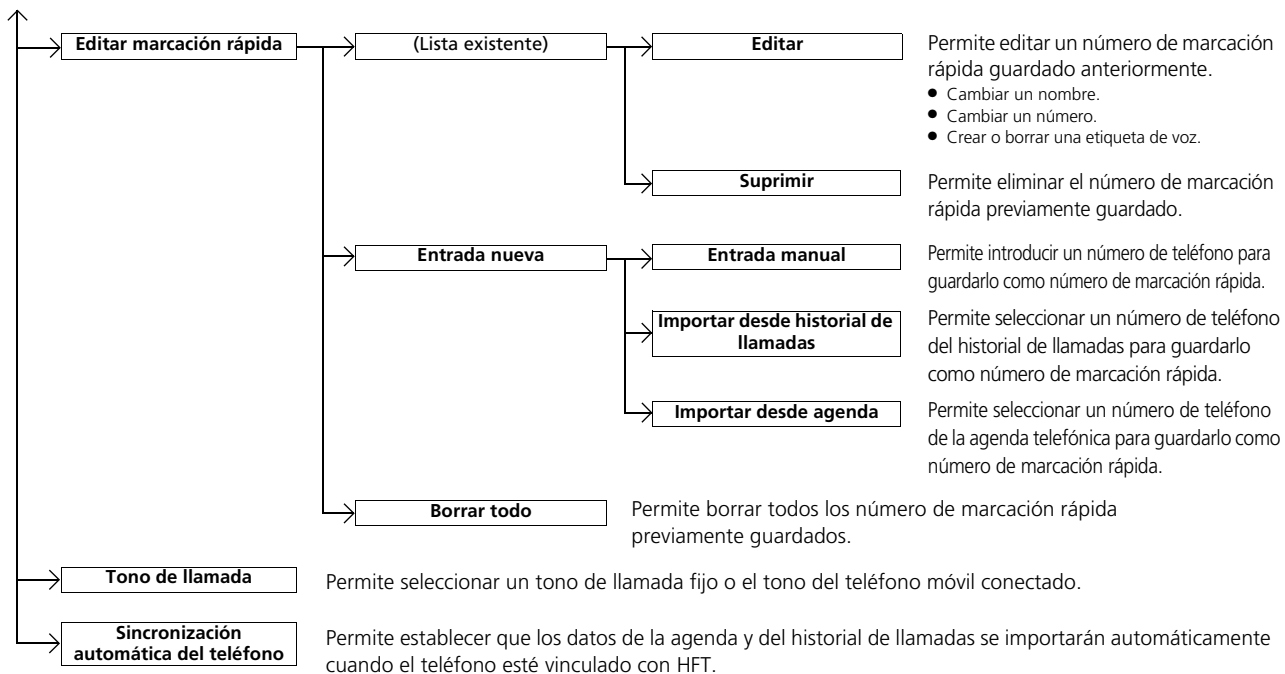 Editar marcación rápida
(Lista existente)
Editar
Permite editar un número de marcación
rápida guardado anteriormente.
● Cambiar un nombre.
● Cambiar un número.
● Crear o borrar una etiqueta de voz.
Suprimir
Permite eliminar el número de marcación
rápida previamente guardado.
Entrada nueva
Entrada manual
Permite introducir un número de teléfono para
guardarlo como número de marcación rápida.
Importar desde historial de
llamadas
Permite seleccionar un número de teléfono
del historial de llamadas para guardarlo
como número de marcación rápida.
Importar desde agenda
Permite seleccionar un número de teléfono
de la agenda telefónica para guardarlo como
número de marcación rápida.
Borrar todo
Permite borrar todos los número de marcación rápida
previamente guardados.
Tono de llamada
Permite seleccionar un tono de llamada fijo o el tono del teléfono móvil conectado.
Sincronización
automática del teléfono
Permite establecer que los datos de la agenda y del historial de llamadas se importarán automáticamente
cuando el teléfono esté vinculado con HFT.